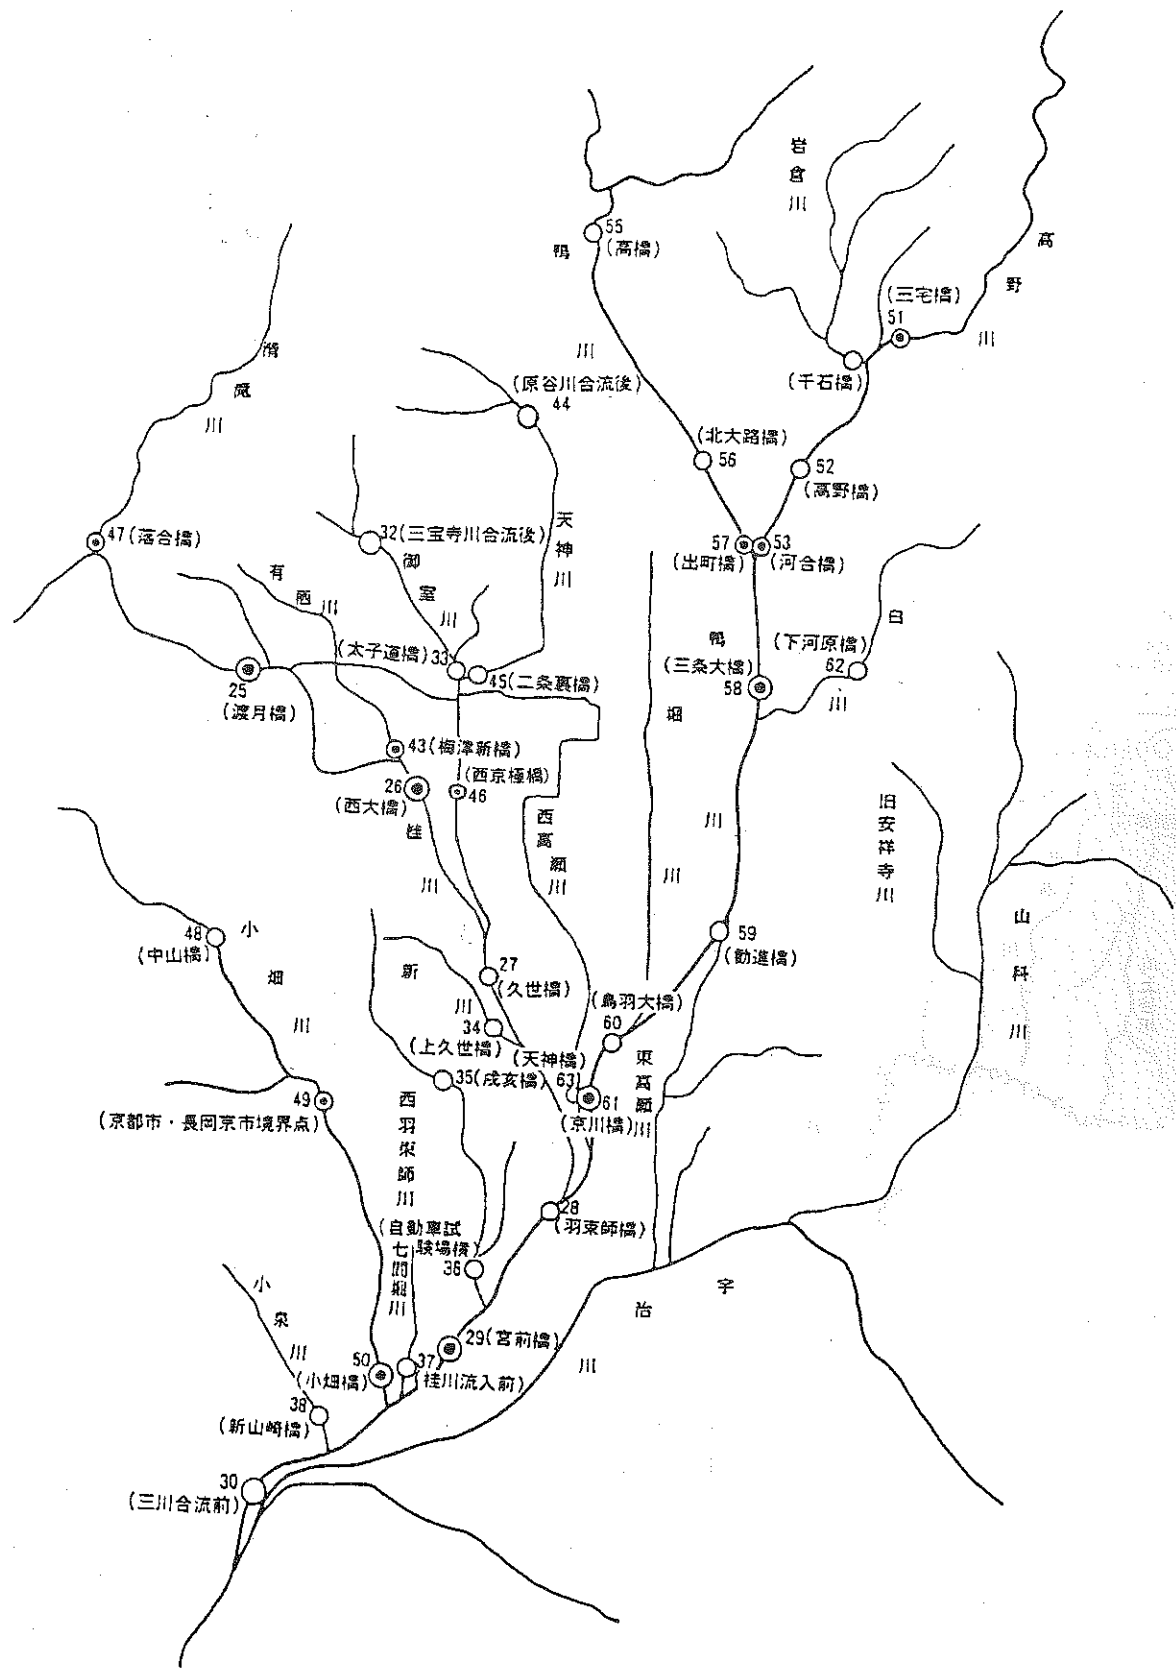 岩倉川
55
(高橋)
鴨川
高野川
(三宅橋)
51
清滝川
(千石橋)
(原谷川合流後)
44
(北大路橋)
56
52
(高野橋)
天神川
47(落合橋)
32(三宝寺川合流後)
御室川
有栖川
57
(出町橋)
53
(河合橋)
白川
(下河原橋)
62
鴨川
(三条大橋)
58
(太子道橋)33
45(二条裏橋)
25
(渡月橋)
堀川
43(梅津新橋)
(西京極橋)
46
26
(西大橋)
桂川
西高瀬川
旧安祥寺川
山科川
48
(中山橋)
小畑川
59
(勧進橋)
新川
27
(久世橋)
(鳥羽大橋)
60
34
(上久世橋)
(天神橋)
63
35(戌亥橋)
東高瀬川
61
(京川橋)
49
(京都市・長岡京市境界点)
西羽束師川
28
(羽束師橋)
(自動車試
験場橋)
36
七間堀川
宇治川
小泉川
29(宮前橋)
50
(小畑橋)
37
(桂川流入前)
38
(新山崎橋)
30
(三川合流前)